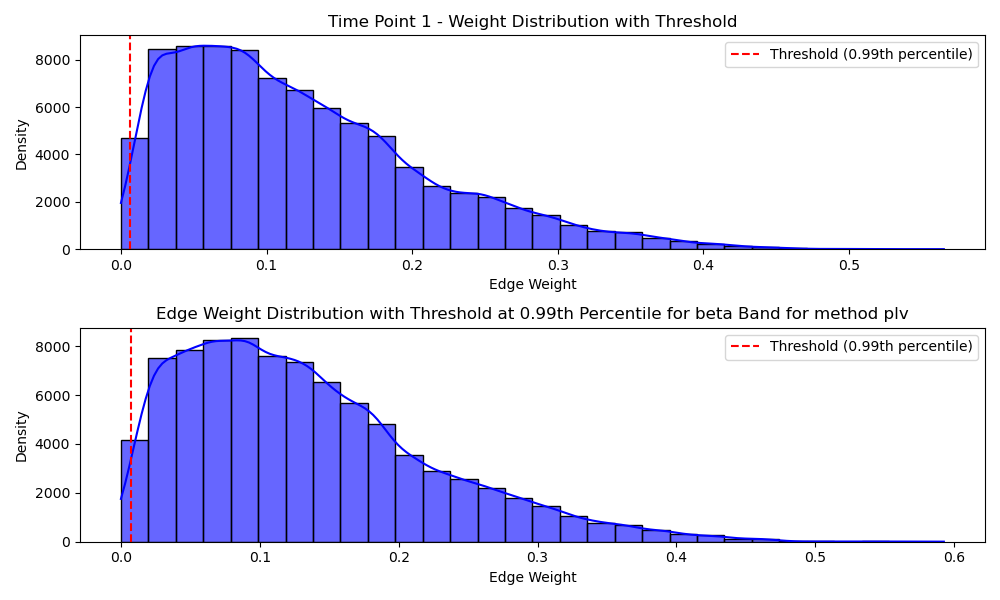 Time Point 1 - Weight Distribution with Threshold
Threshold (0.99th percentile)
Density
8000
6000
4000
2000
0
0.0 0.1 0.2 0.3 0.4 0.5
Edge Weight
Edge Weight Distribution with Threshold at 0.99th Percentile for beta Band for method plv
Threshold (0.99th percentile)
Density
8000
6000
4000
2000
0
0.0 0.1 0.2 0.3 0.4 0.5 0.6
Edge Weight